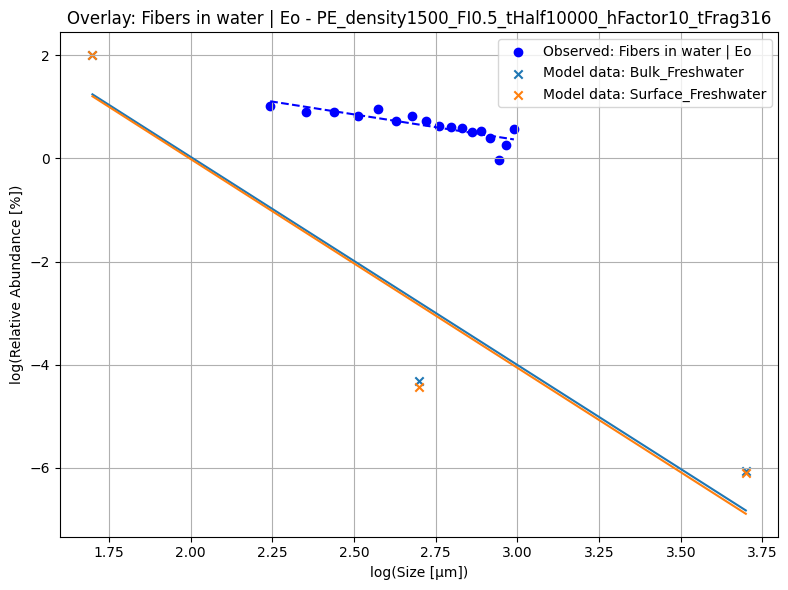 Overlay: Fibers in water | Eo - PE_density1500_FI0.5_tHalf10000_hFactor10_tFrag316
Observed: Fibers in water | Eo
Model data: Bulk_Freshwater
Model data: Surface_Freshwater
log(Relative Abundance [%])
2
0
−2
−4
−6
1.75
2.00
2.25
2.50
2.75
3.00
3.25
3.50
3.75
log(Size [μm])